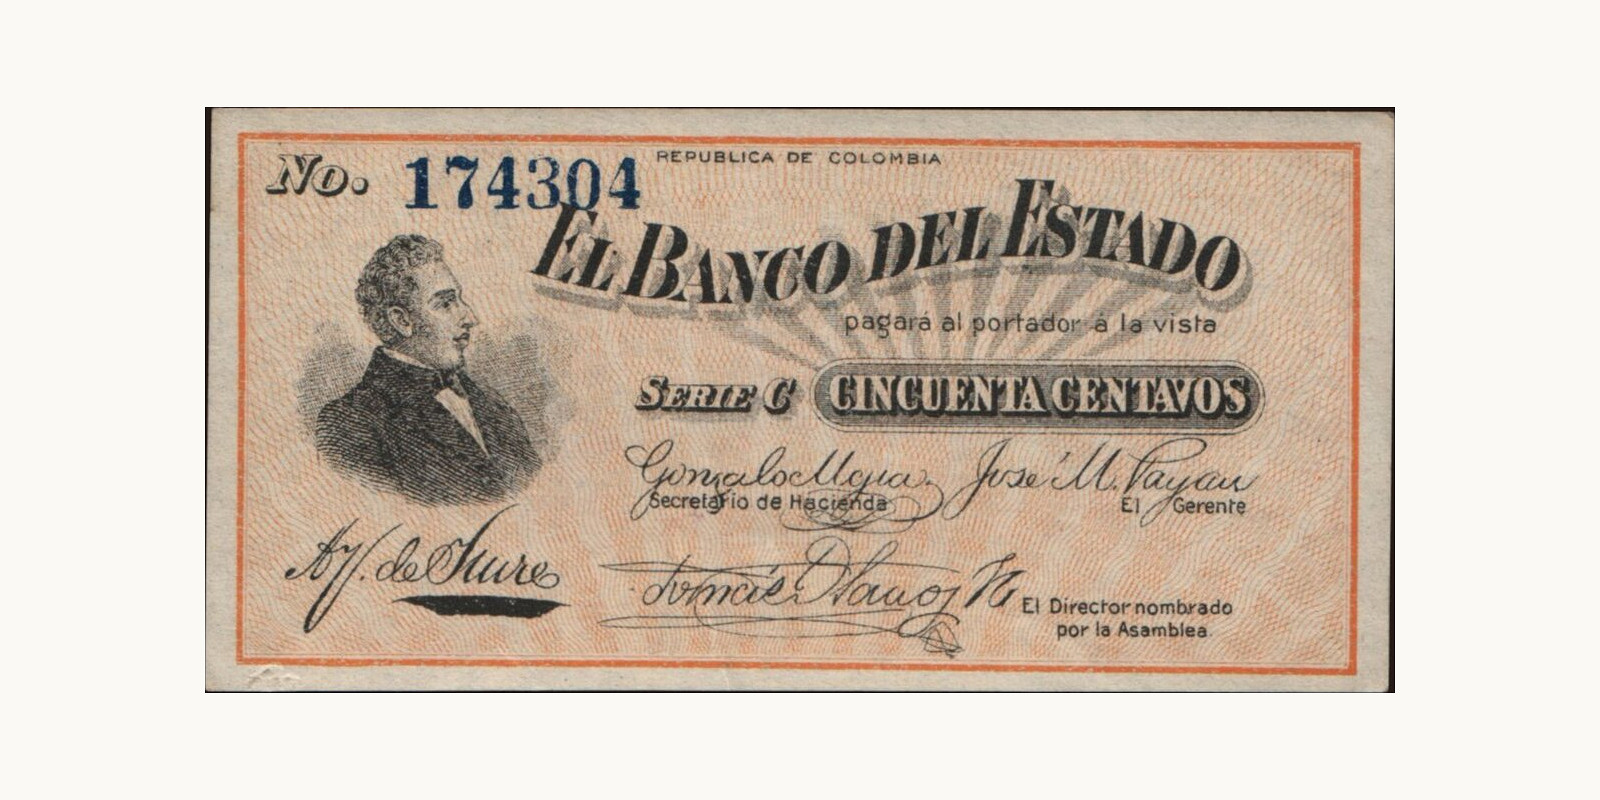 REPUBLICA DE COLOMBIA
No. 174304
EL BANCO DEL ESTADO
pagará al portador á la vista
SERIE C CINCUENTA CENTAVOS
Gonzalo Mejia. José M. Payan
Secretario de Hacienda El Gerente
de
Tomás
El Director nombrado
por la Asamblea.